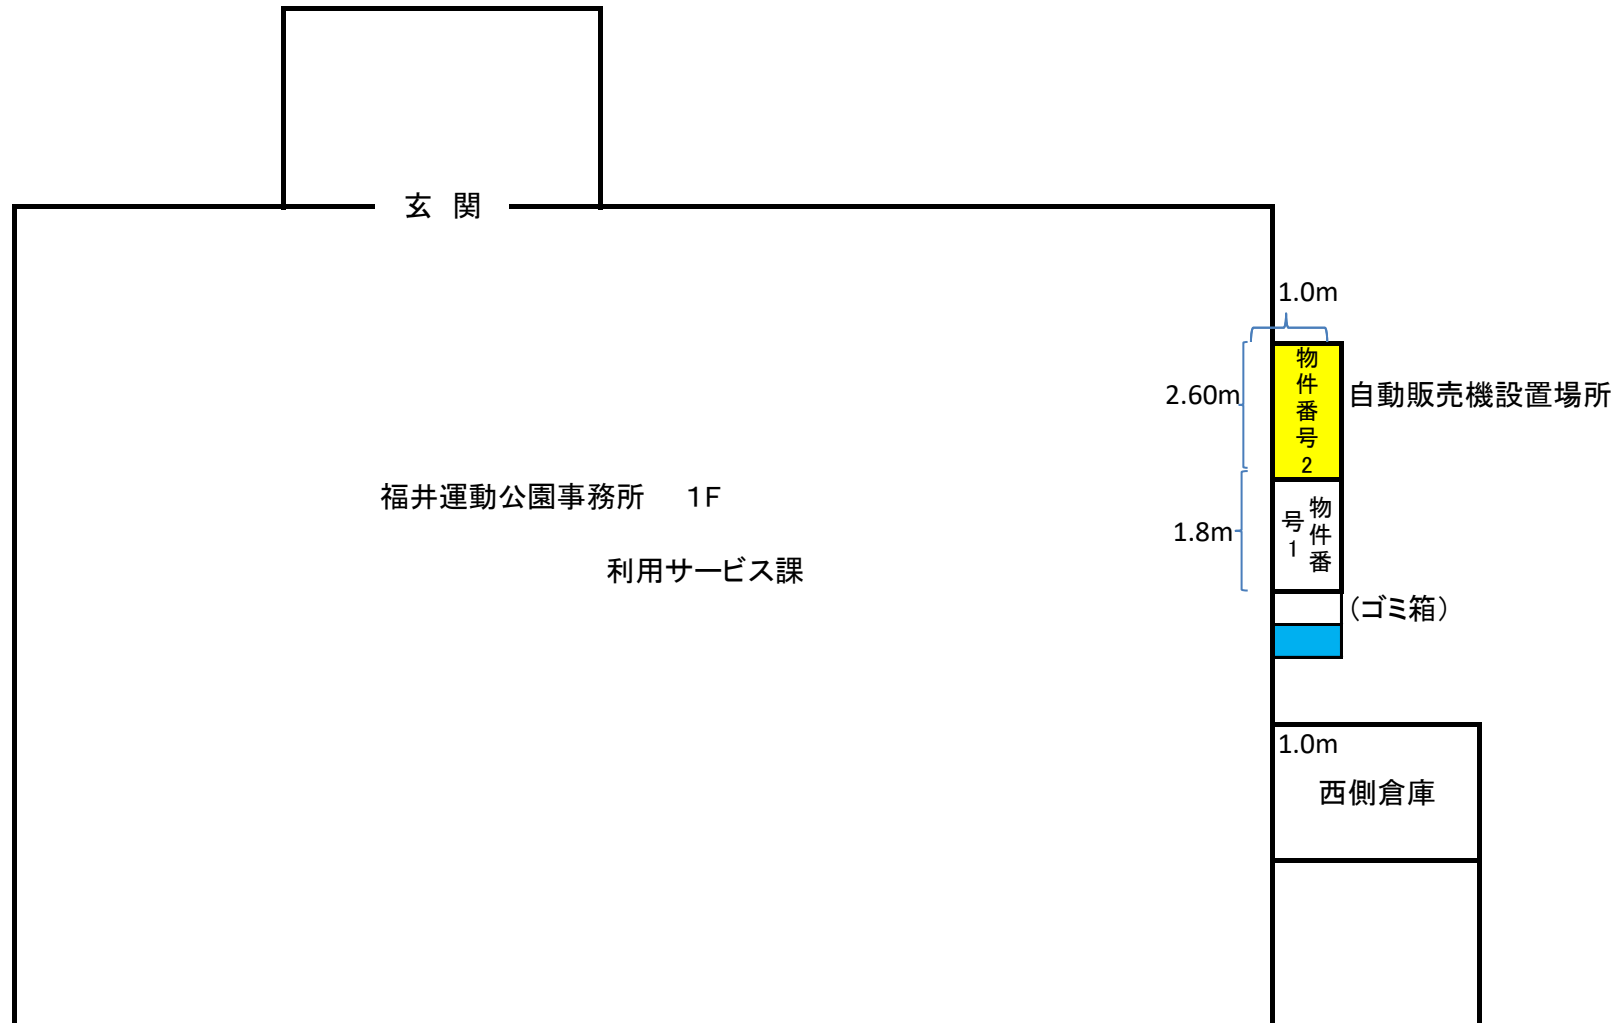 玄 関
1.0m
物件番号2
2.60m
自動販売機設置場所
福井運動公園事務所 1F
物件番号1
1.8m
利用サービス課
(ゴミ箱)
1.0m
西側倉庫